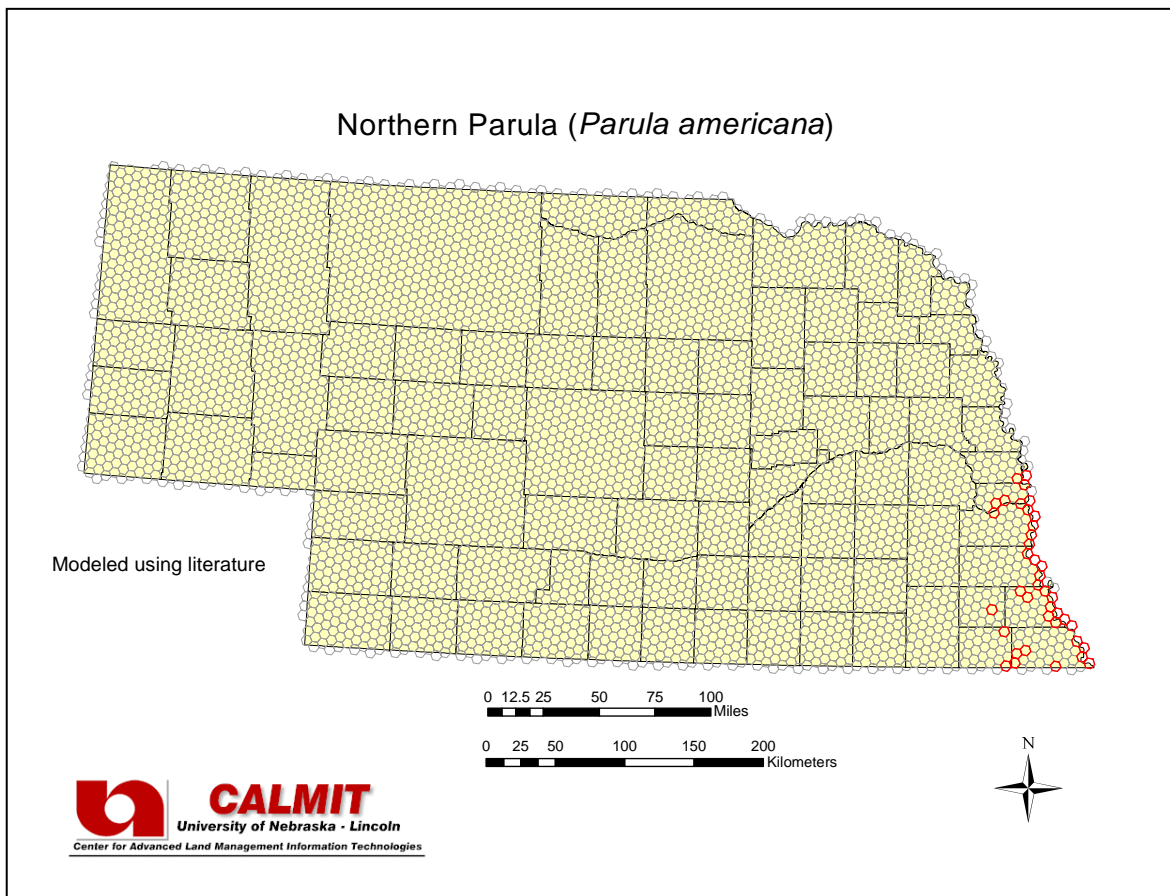 Northern Parula (Parula americana)
Modeled using literature
0 12.5 25 50 75 100
Miles
0 25 50 100 150 200
Kilometers
N
CALMIT
University of Nebraska - Lincoln
Center for Advanced Land Management Information Technologies